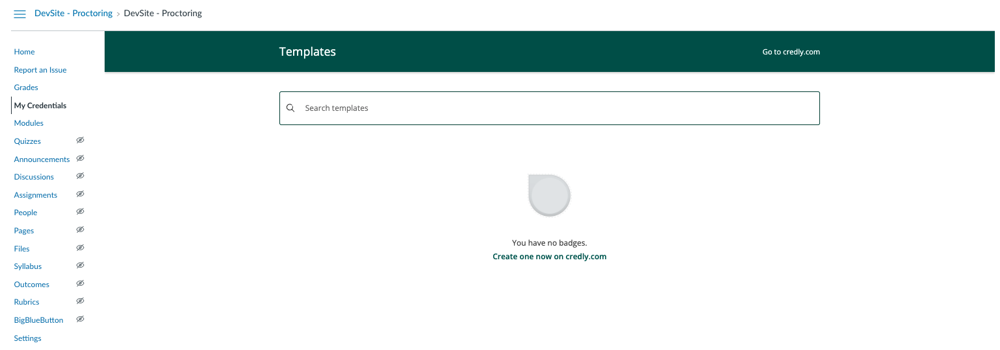 DevSite - Proctoring › DevSite - Proctoring
Templates
Go to credly.com
Home
Report an Issue
Grades
My Credentials
Modules
Quizzes
Announcements
Discussions
Assignments
People
Pages
Files
Syllabus
Outcomes
Rubrics
BigBlueButton
Settings
Search templates
You have no badges.
Create one now on credly.com